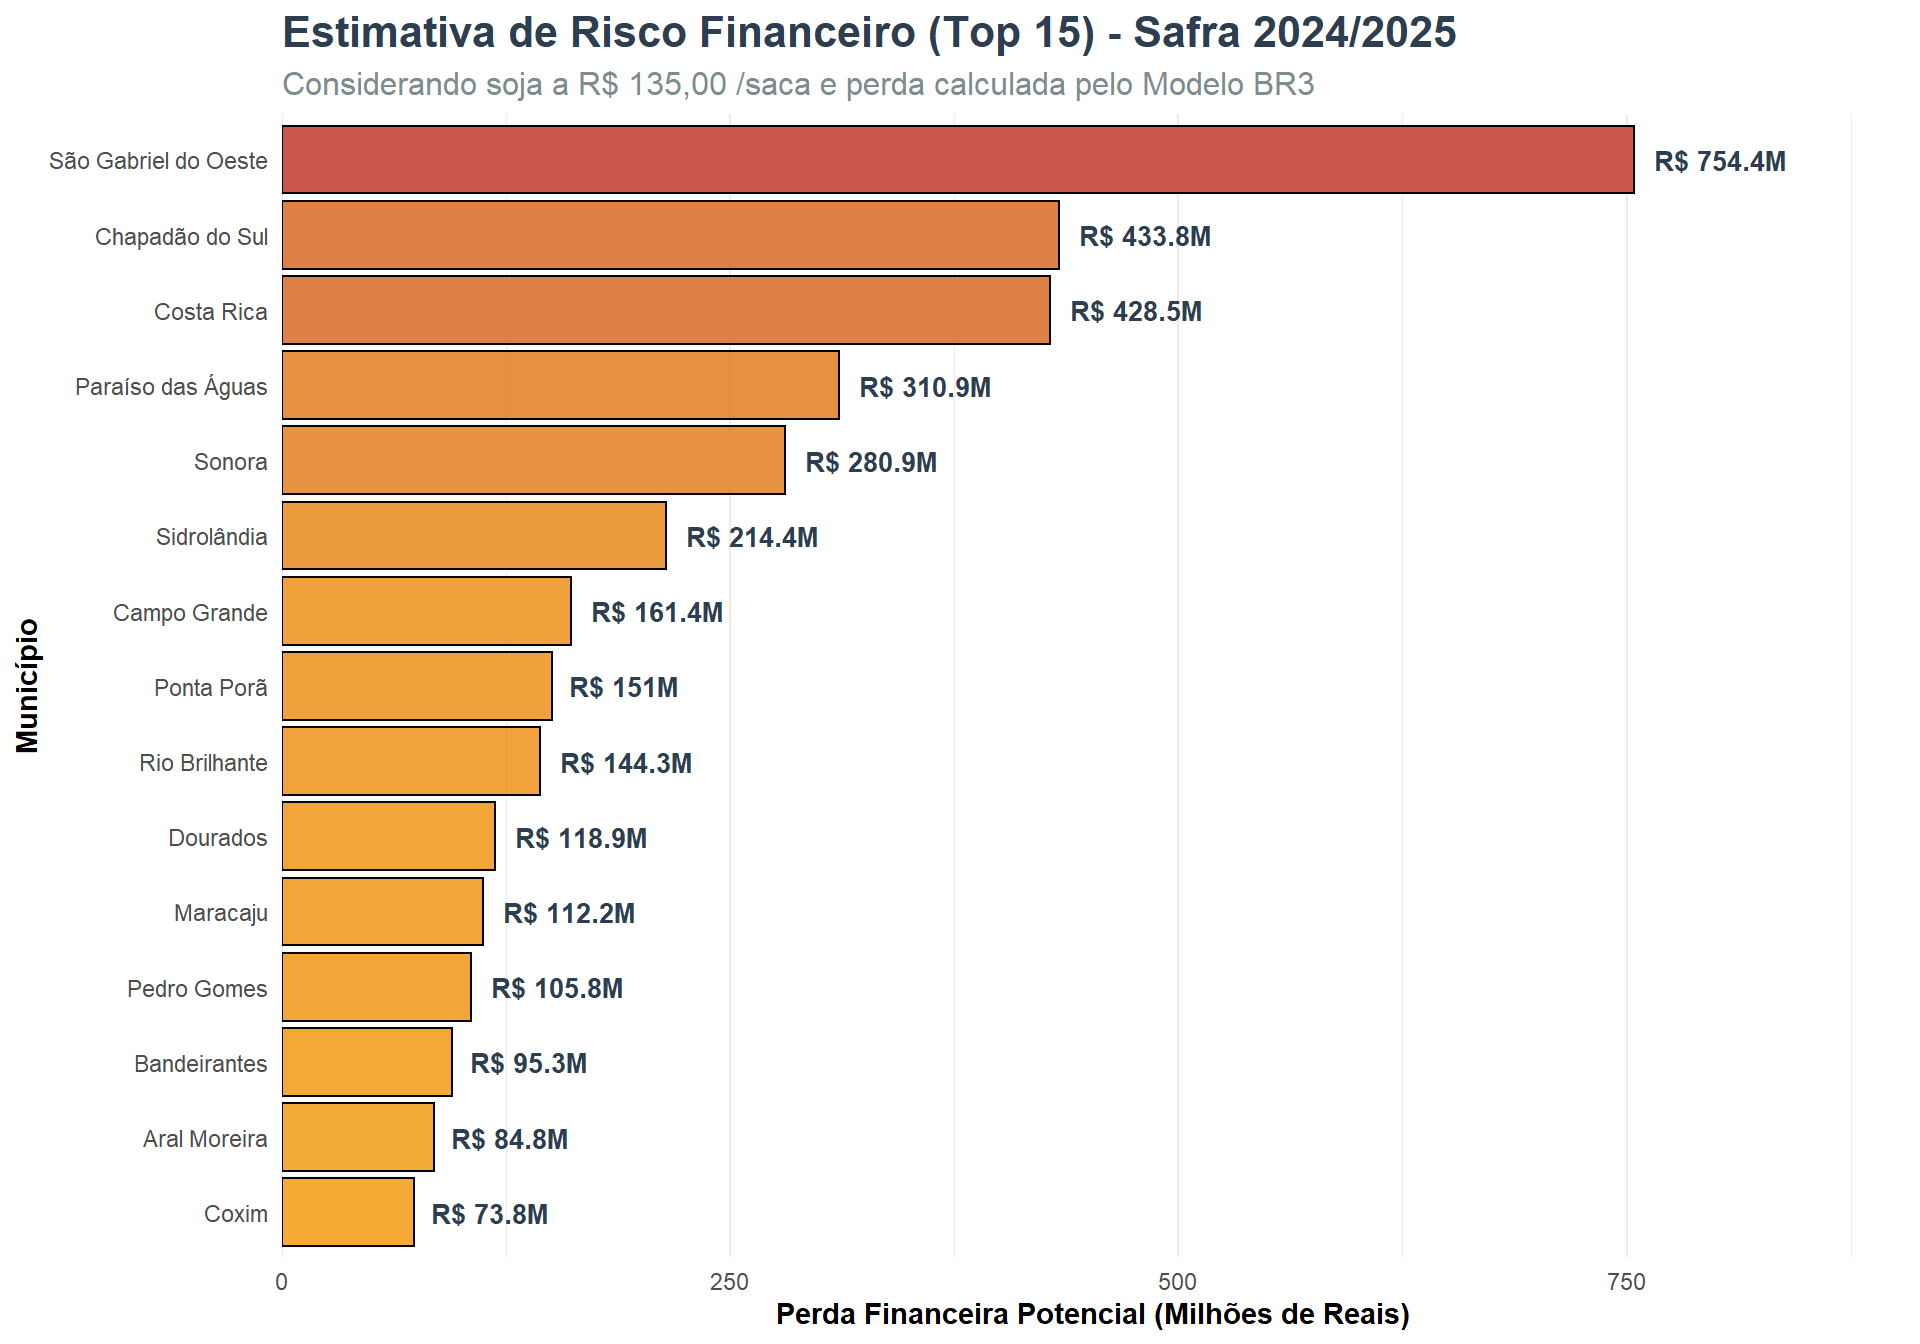 Estimativa de Risco Financeiro (Top 15) - Safra 2024/2025
Considerando soja a R$ 135,00 /saca e perda calculada pelo Modelo BR3
Município
São Gabriel do Oeste R$ 754.4M
Chapadão do Sul R$ 433.8M
Costa Rica R$ 428.5M
Paraíso das Águas R$ 310.9M
Sonora R$ 280.9M
Sidrolândia R$ 214.4M
Campo Grande R$ 161.4M
Ponta Porã R$ 151M
Rio Brilhante R$ 144.3M
Dourados R$ 118.9M
Maracaju R$ 112.2M
Pedro Gomes R$ 105.8M
Bandeirantes R$ 95.3M
Aral Moreira R$ 84.8M
Coxim R$ 73.8M
0 250 500 750
Perda Financeira Potencial (Milhões de Reais)